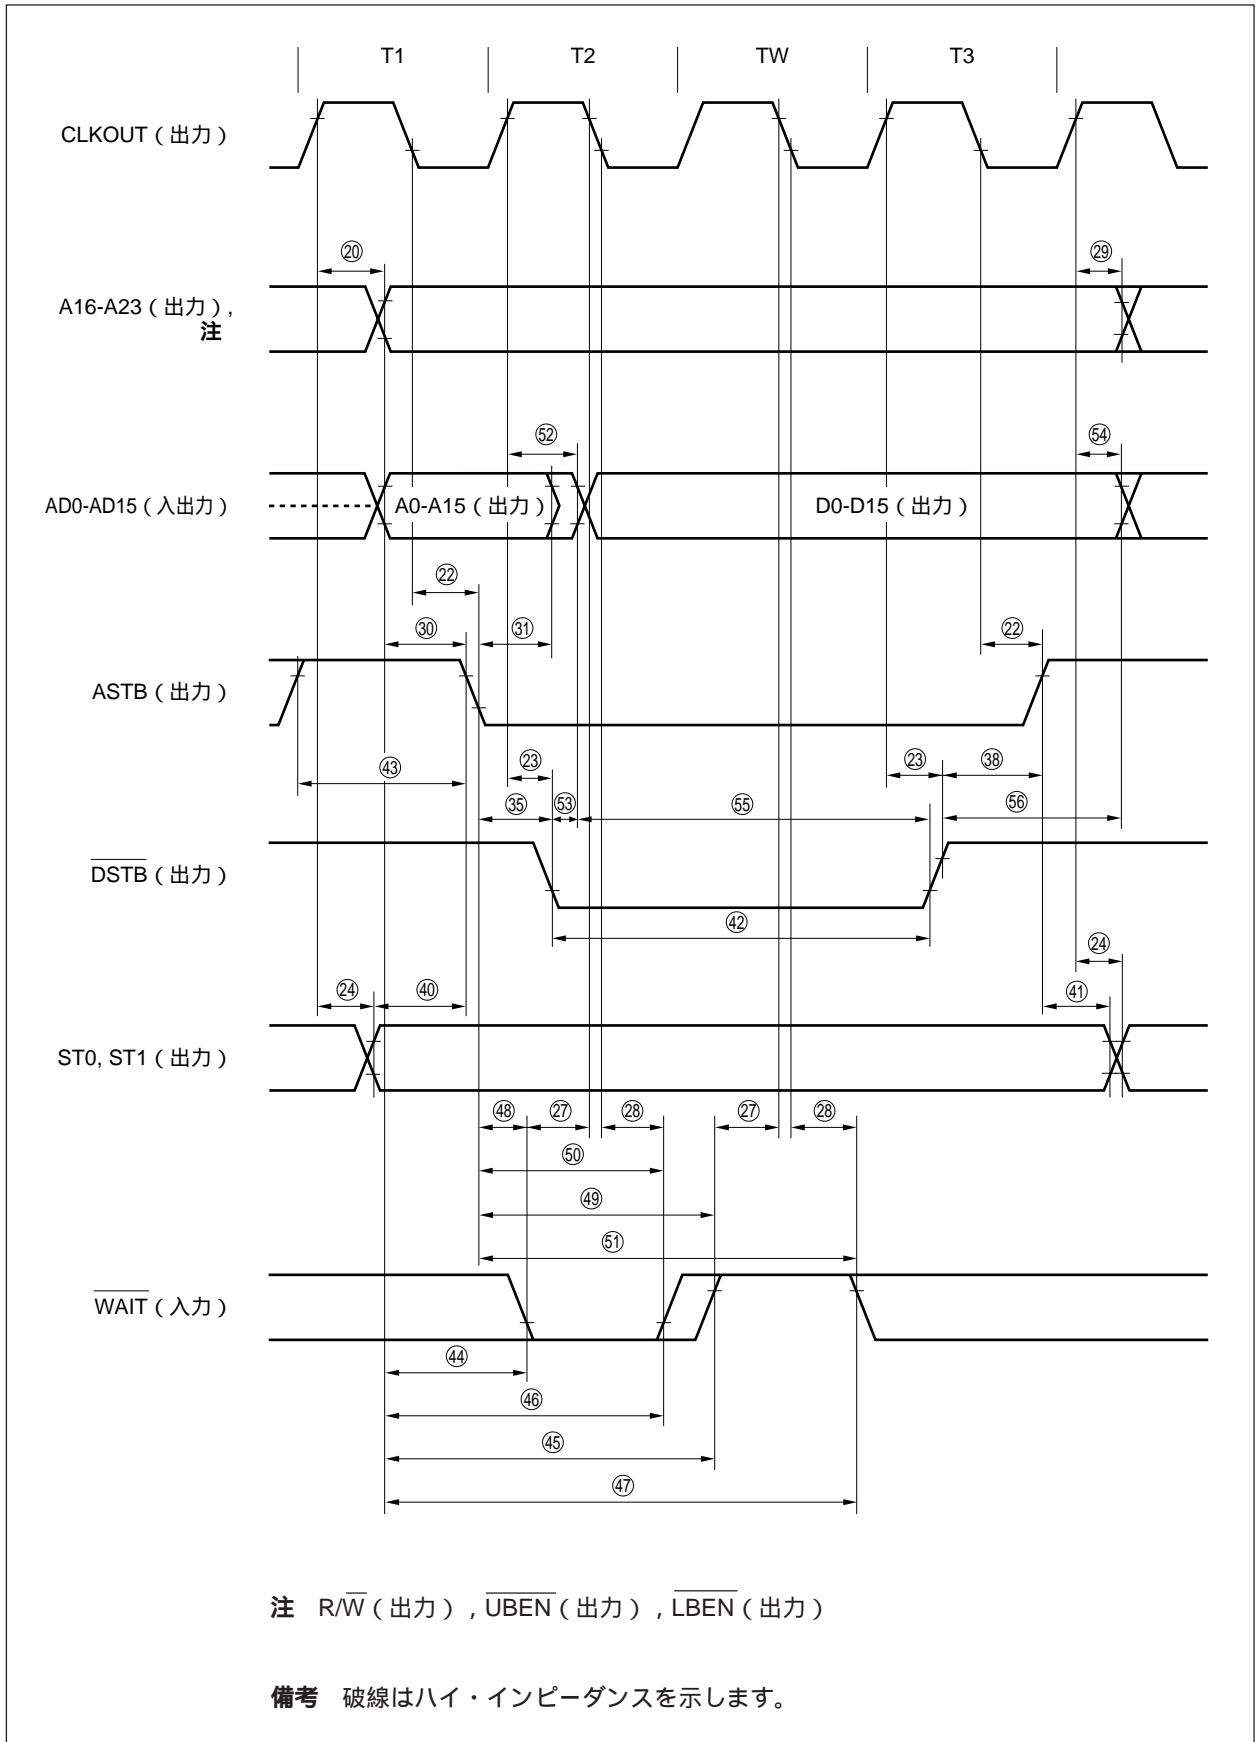 T1 T2 TW T3
CLKOUT（出力）
⑳ ㉙
A16-A23（出力）,
注
52 54
AD0-AD15（入出力） A0-A15（出力） D0-D15（出力）
㉒
㉚ ㉛ ㉒
ASTB（出力）
㊸ ㉓ ㉓ ㊳
㉟ 53 55 56
DSTB（出力）
㊷
㉔
㉔ ㊵ ㊶
ST0, ST1（出力）
㊽ ㉗ ㉘ ㉗ ㉘
㊿
㊾
51
WAIT（入力）
㊹
㊻
㊺
㊼
注 R/W（出力）, UBEN（出力）, LBEN（出力）
備考 破線はハイ・インピーダンスを示します。